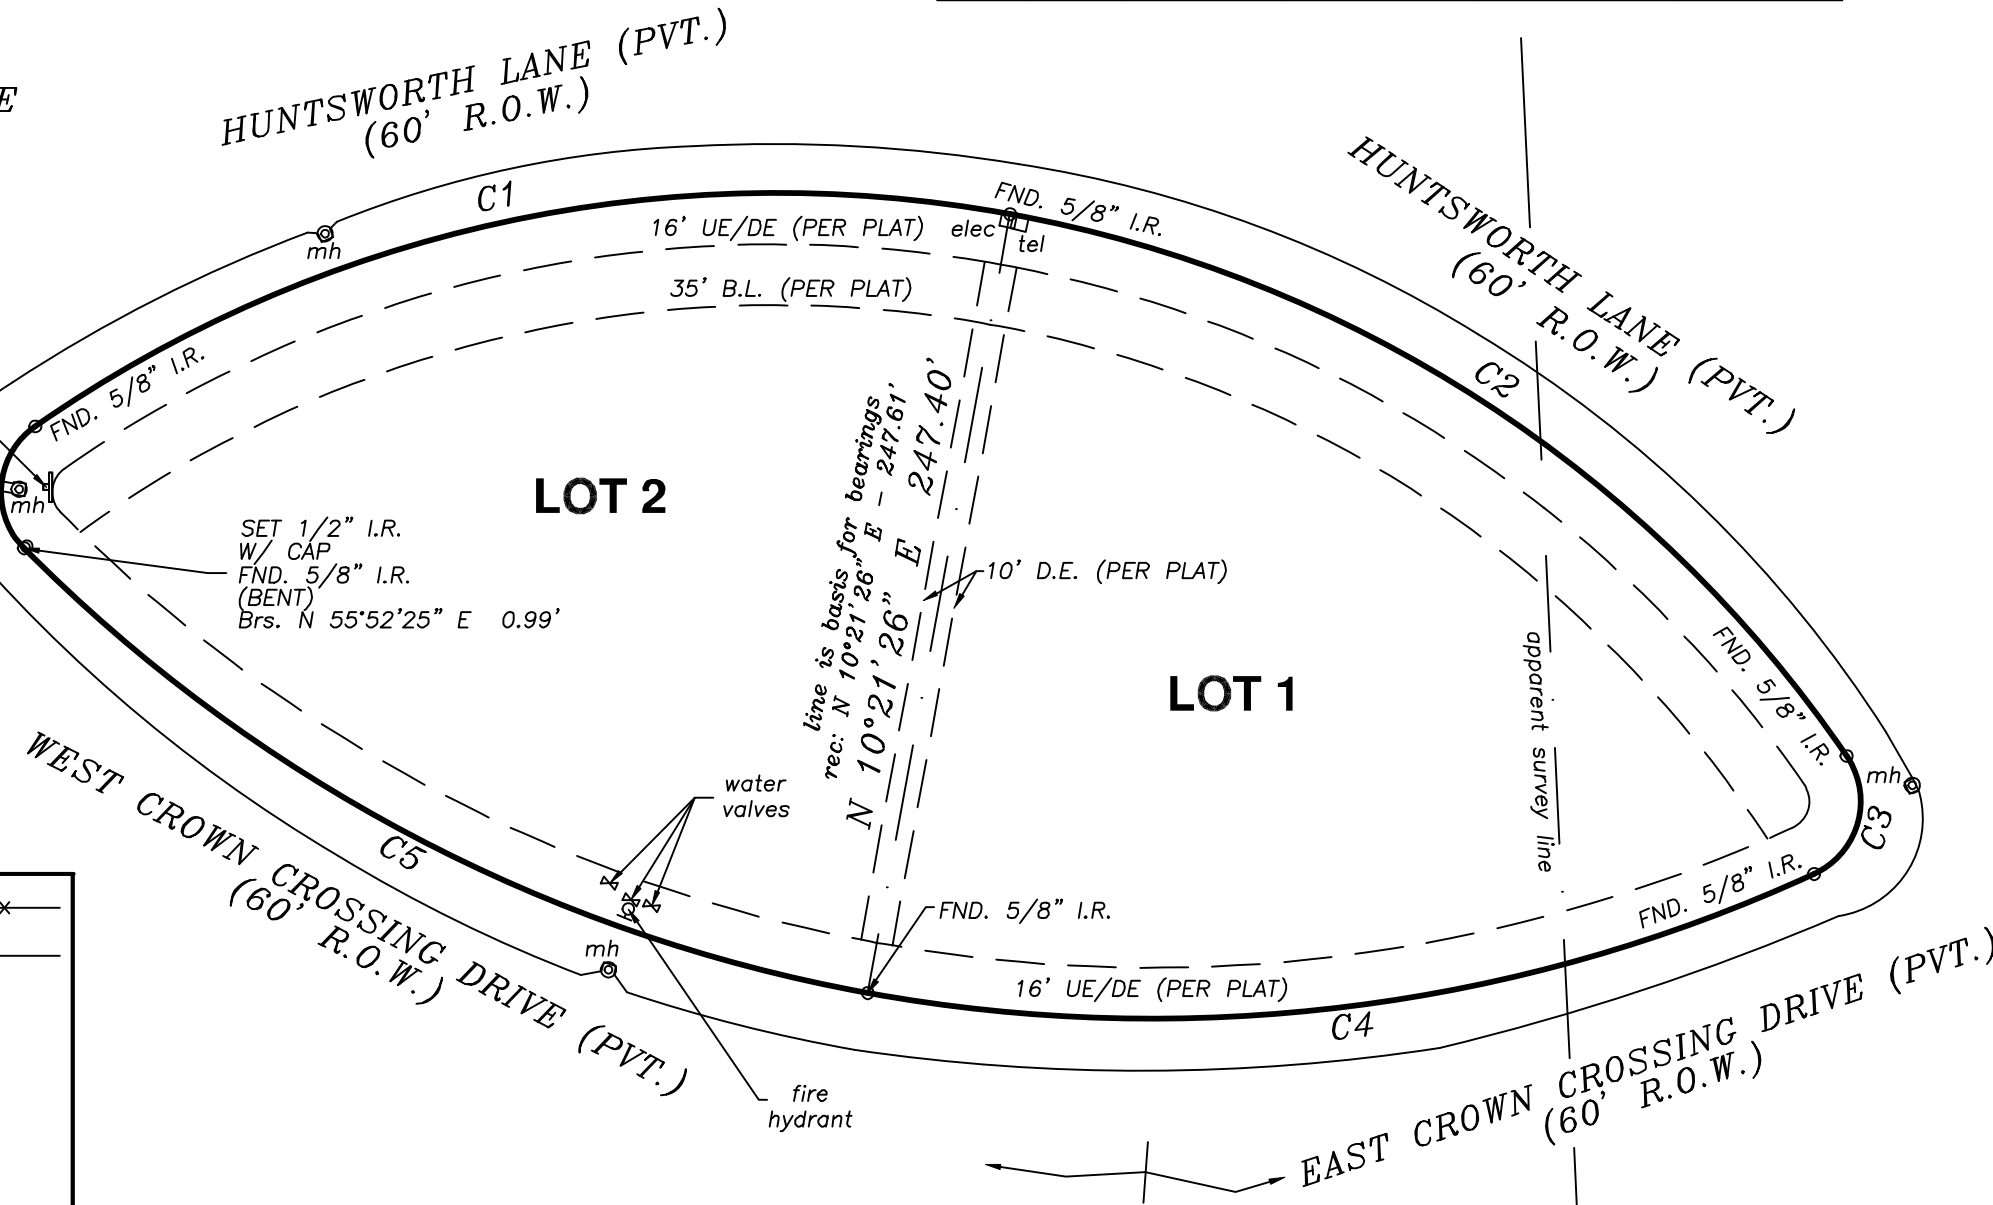 HUNTSWORTH LANE (PVT.)
(60' R.O.W.)
E
C1
mh
16' UE/DE (PER PLAT)
35' B.L. (PER PLAT)
FND. 5/8" I.R.
elec
tel
HUNTSWORTH LANE (PVT.)
(60' R.O.W.)
C2
FND. 5/8" I.R.
mh
LOT 2
SET 1/2" I.R.
W/ CAP
FND. 5/8" I.R.
(BENT)
Brs. N 55°52'25" E 0.99'
line is basis for bearings
rec: N 10°21'26" E - 247.61'
N 10°21'26" E 247.40'
10' D.E. (PER PLAT)
LOT 1
apparent survey line
FND. 5/8" I.R.
mh
C3
FND. 5/8" I.R.
WEST CROWN CROSSING DRIVE (PVT.)
(60' R.O.W.)
C5
water
valves
mh
FND. 5/8" I.R.
16' UE/DE (PER PLAT)
C4
fire
hydrant
EAST CROWN CROSSING DRIVE (PVT.)
(60' R.O.W.)